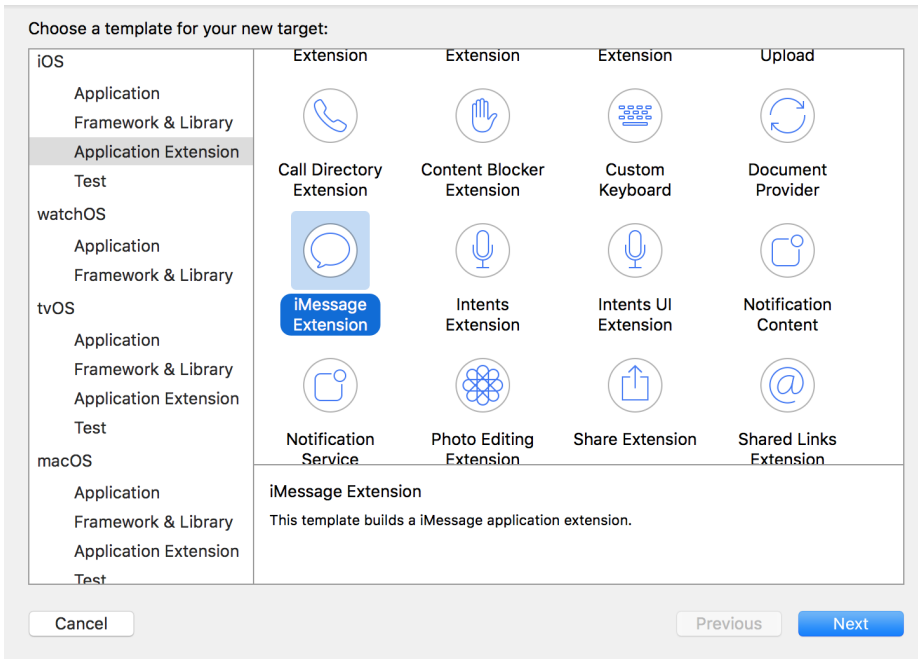 Choose a template for your new target:
iOS
Application
Framework & Library
Application Extension
Test
watchOS
Application
Framework & Library
tvOS
Application
Framework & Library
Application Extension
Test
macOS
Application
Framework & Library
Application Extension
Test
Extension Extension Extension Upload
Call Directory Content Blocker Custom Document
Extension Extension Keyboard Provider
iMessage Intents Intents UI Notification
Extension Extension Extension Content
Notification Photo Editing Share Extension Shared Links
Service Extension Extension
iMessage Extension
This template builds a iMessage application extension.
Cancel Previous Next